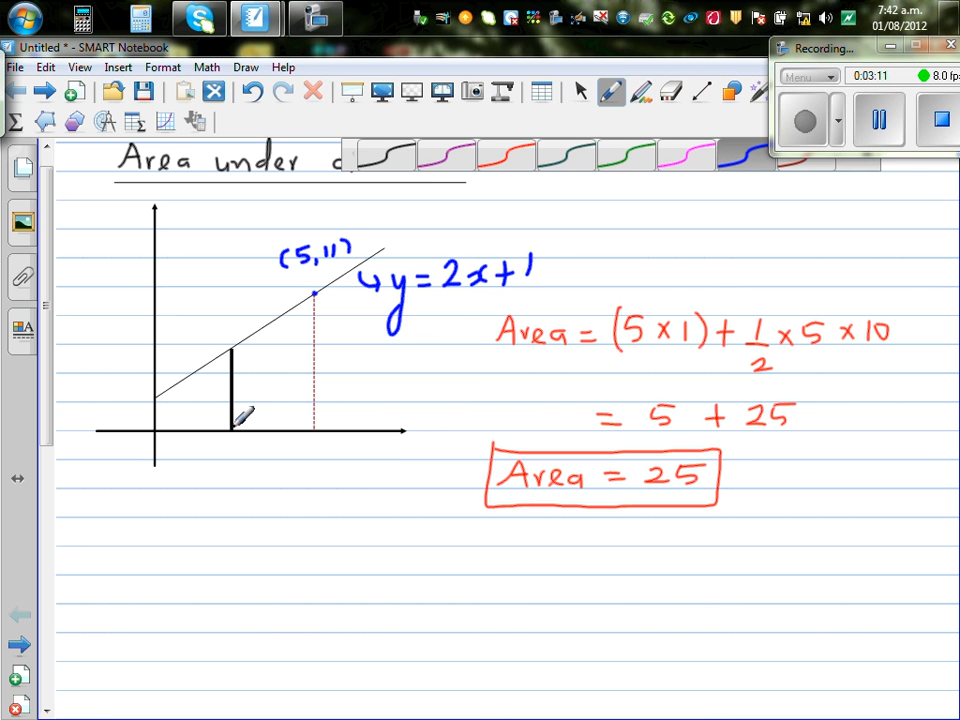 7:42 a.m.
01/08/2012
Untitled * - SMART Notebook
Recording...
File Edit View Insert Format Math Draw Help
Menu
0:03:11
8.0 fp
Area under
(5,11)
y = 2x + 1
Area = (5 × 1) + 1/2 × 5 × 10
= 5 + 25
Area = 25